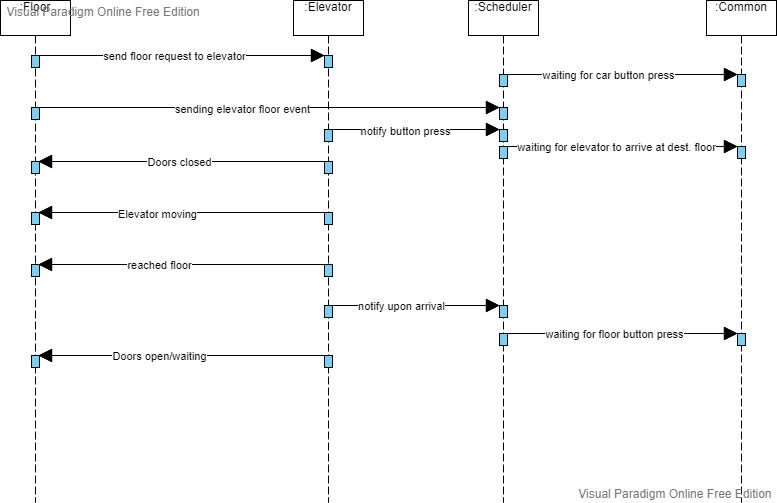 :Floor
:Elevator
:Scheduler
:Common
Visual Paradigm Online Free Edition
send floor request to elevator
waiting for car button press
sending elevator floor event
notify button press
waiting for elevator to arrive at dest. floor
Doors closed
Elevator moving
reached floor
notify upon arrival
waiting for floor button press
Doors open/waiting
Visual Paradigm Online Free Edition